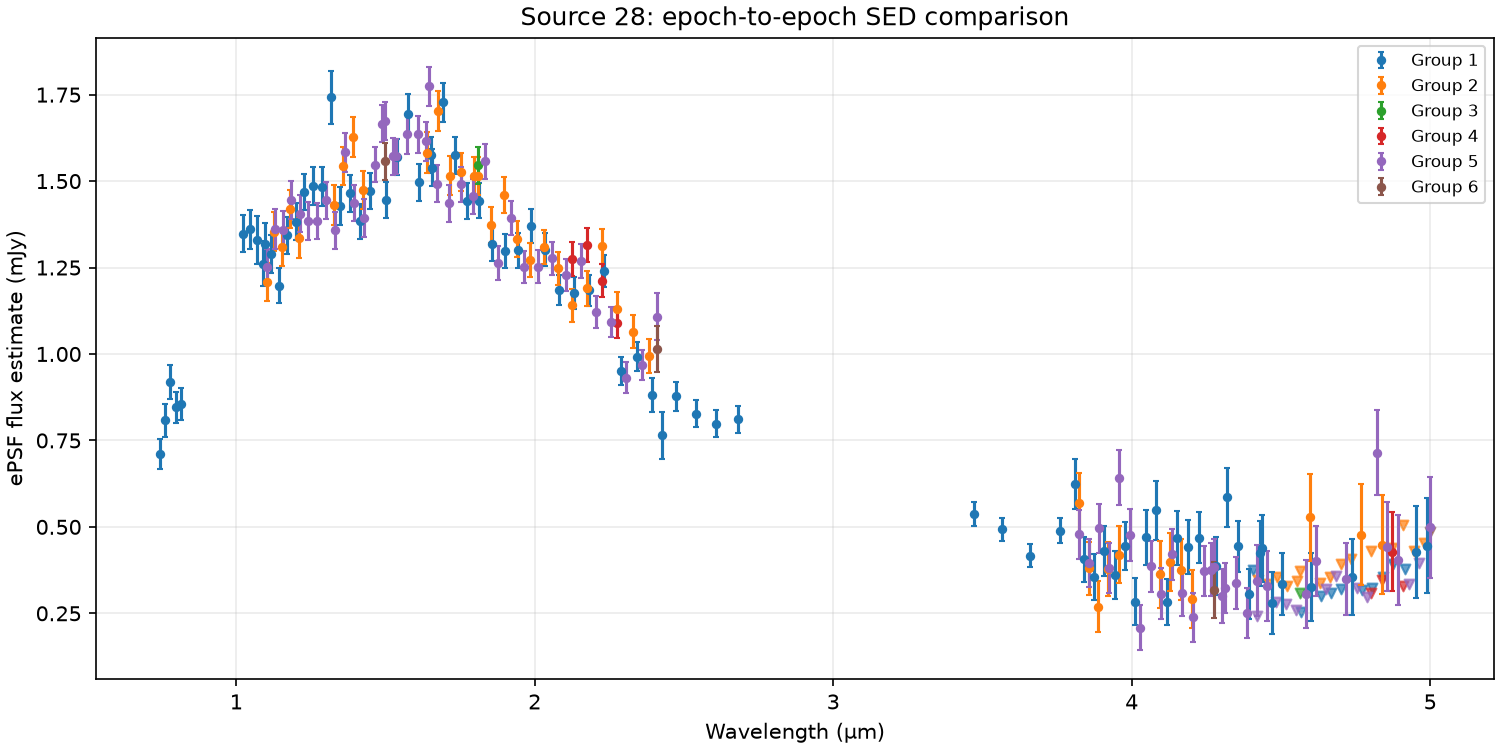 Source 28: epoch-to-epoch SED comparison
ePSF flux estimate (mJy)
1.75
1.50
1.25
1.00
0.75
0.50
0.25
1 2 3 4 5
Wavelength (μm)
Group 1
Group 2
Group 3
Group 4
Group 5
Group 6